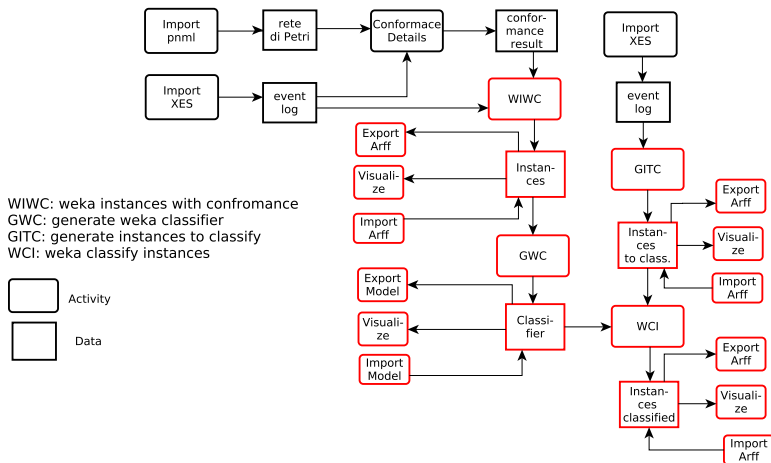 Import
pnml
rete
di Petri
Conformace
Details
confor-
mance
result
Import
XES
Import
XES
event
log
WIWC
event
log
Export
Arff
Visuali-
ze
Instan-
ces
Import
Arff
GITC
Export
Arff
WIWC: weka instances with confromance
GWC: generate weka classifier
GITC: generate instances to classify
WCI: weka classify instances
GWC
Instan-
ces
to class.
Visuali-
ze
Import
Arff
Activity
Data
Export
Model
Visuali-
ze
Classi-
fier
Import
Model
WCI
Export
Arff
Instan-
ces
classified
Visuali-
ze
Import
Arff